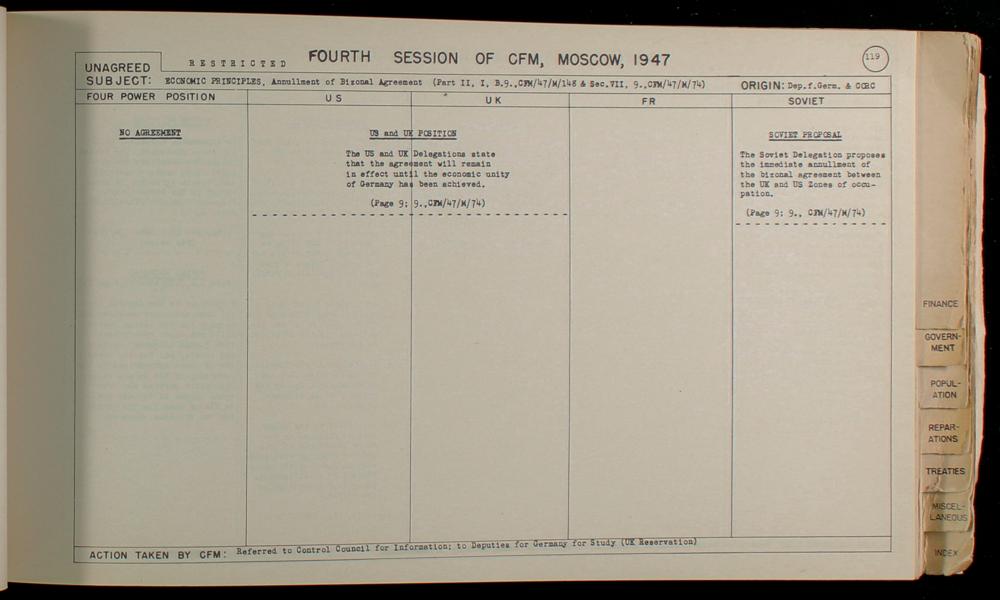 UNAGREED
RESTRICTED
FOURTH SESSION OF CFM, MOSCOW, 1947
119
SUBJECT: ECONOMIC PRINCIPLES, Annullment of Bizonal Agreement (Part II, I, B.9.,CFM/47/M/148 & Sec.VII, 9.,CFM/47/M/74)
ORIGIN: Dep.f.Germ. & CORC
FOUR POWER POSITION
US
UK
FR
SOVIET
NO AGREEMENT
US and UK POSITION
The US and UK Delegations state
that the agreement will remain
in effect until the economic unity
of Germany has been achieved.
(Page 9; 9.,CFM/47/M/74)
SOVIET PROPOSAL
The Soviet Delegation proposes
the immediate annullment of
the bizonal agreement between
the UK and US Zones of occu-
pation.
(Page 9; 9., CFM/47/M/74)
ACTION TAKEN BY CFM: Referred to Control Council for Information; to Deputies for Germany for Study (UK Reservation)
FINANCE
GOVERN-
MENT
POPUL-
ATION
REPAR-
ATIONS
TREATIES
MISCEL-
LANEOUS
INDEX